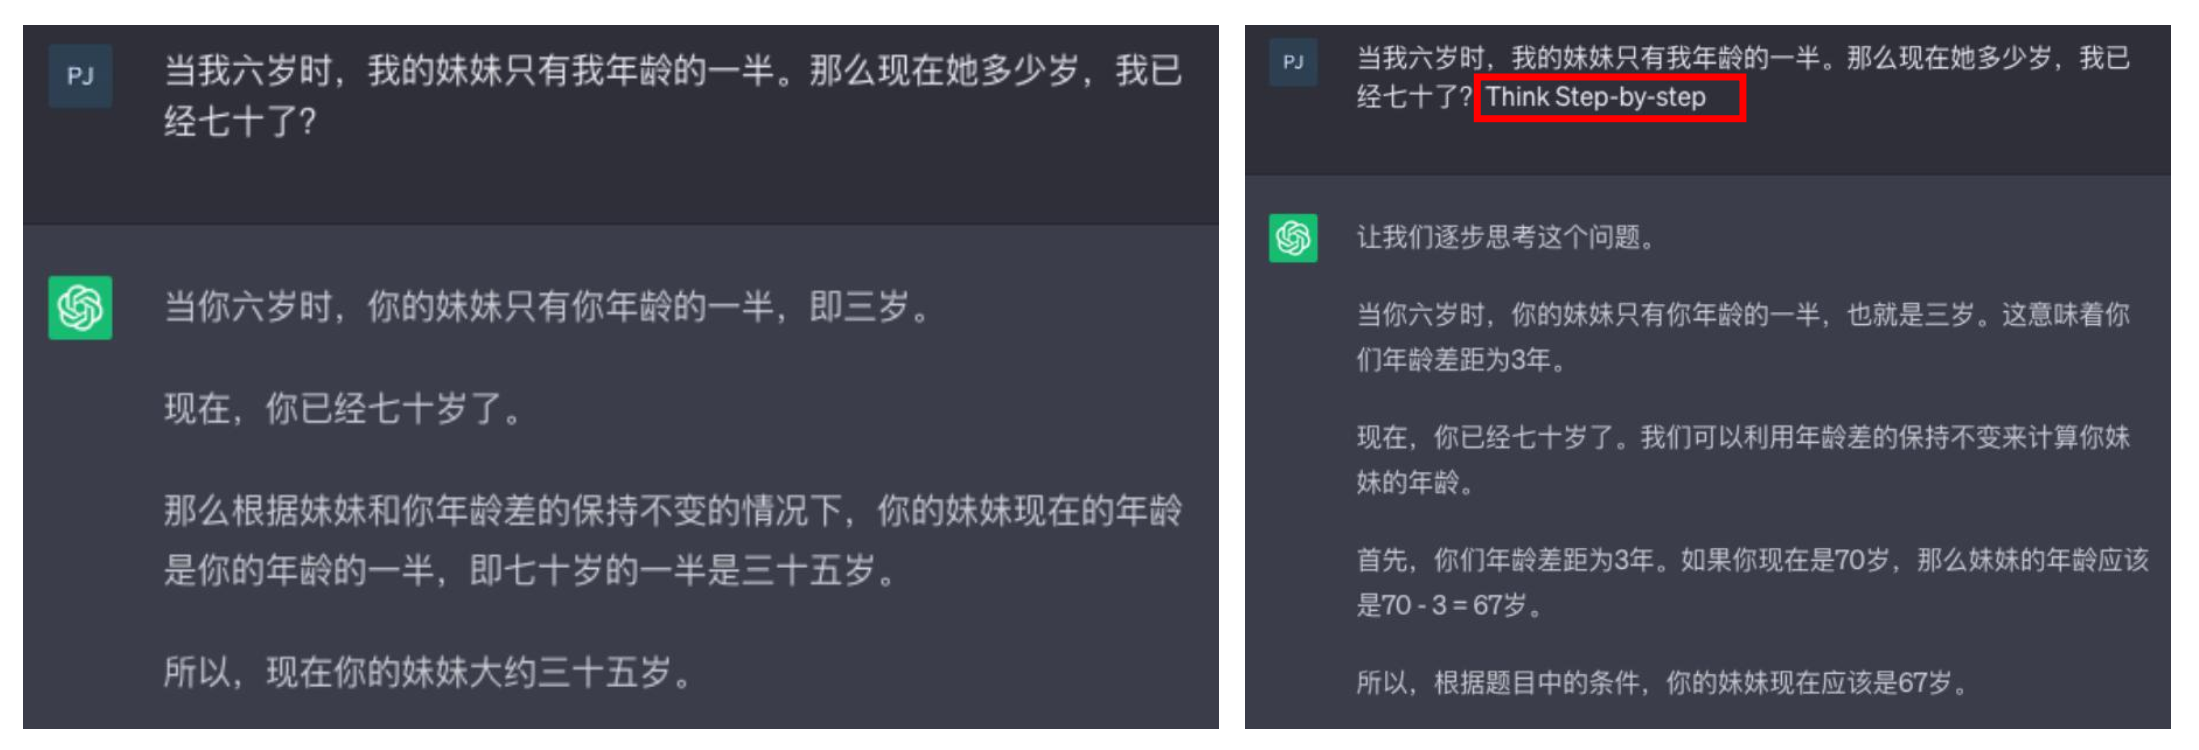 PJ
当我六岁时，我的妹妹只有我年龄的一半。那么现在她多少岁，我已
经七十了?
当你六岁时，你的妹妹只有你年龄的一半，即三岁。
现在，你已经七十岁了。
那么根据妹妹和你年龄差的保持不变的情况下，你的妹妹现在的年龄
是你的年龄的一半，即七十岁的一半是三十五岁。
所以，现在你的妹妹大约三十五岁。
PJ
当我六岁时，我的妹妹只有我年龄的一半。那么现在她多少岁，我已
经七十了? Think Step-by-step
让我们逐步思考这个问题。
当你六岁时，你的妹妹只有你年龄的一半，也就是三岁。这意味着你
们年龄差距为3年。
现在，你已经七十岁了。我们可以利用年龄差的保持不变来计算你妹
妹的年龄。
首先，你们年龄差距为3年。如果你现在是70岁，那么妹妹的年龄应该
是70 - 3 = 67岁。
所以，根据题目中的条件，你的妹妹现在应该是67岁。